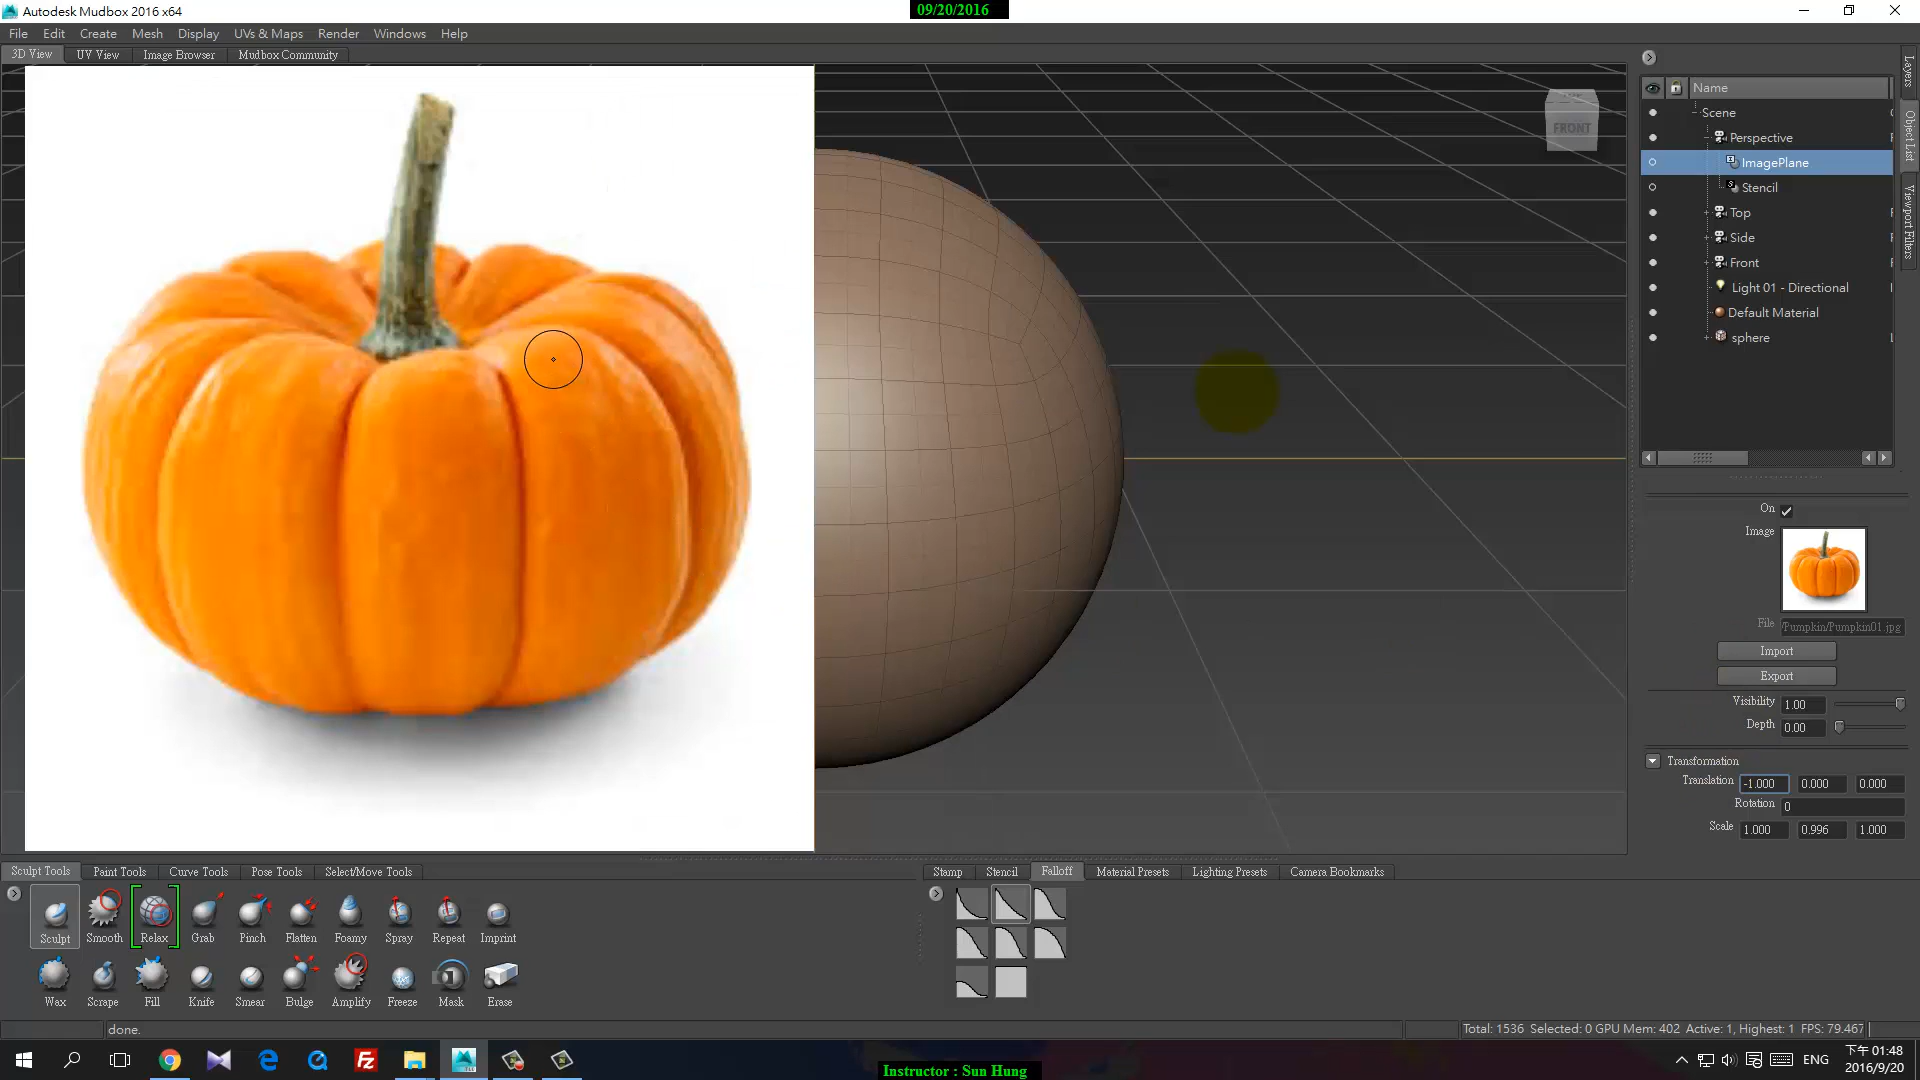 Autodesk Mudbox 2016 x64
09/20/2016
File Edit Create Mesh Display UVs & Maps Render Windows Help
3D View UV View Image Browser Mudbox Community
FRONT
Name
Scene
Perspective
ImagePlane
Stencil
Top
Side
Front
Light 01 - Directional
Default Material
sphere
Layers
Object List
Viewport Filters
On
Image
File /Pumpkin/Pumpkin01 jpg
Import
Export
Visibility 1.00
Depth 0.00
Transformation
Translation -1.000 0.000 0.000
Rotation 0
Scale 1.000 0.996 1.000
Sculpt Tools Paint Tools Curve Tools Pose Tools Select/Move Tools
Stamp Stencil Falloff Material Presets Lighting Presets Camera Bookmarks
Sculpt Smooth Relax Grab Pinch Flatten Foamy Spray Repeat Imprint
Wax Scrape Fill Knife Smear Bulge Amplify Freeze Mask Erase
done.
Total: 1536 Selected: 0 GPU Mem: 402 Active: 1, Highest: 1 FPS: 79.467
Instructor : Sun Hung
ENG
下午 01:48
2016/9/20